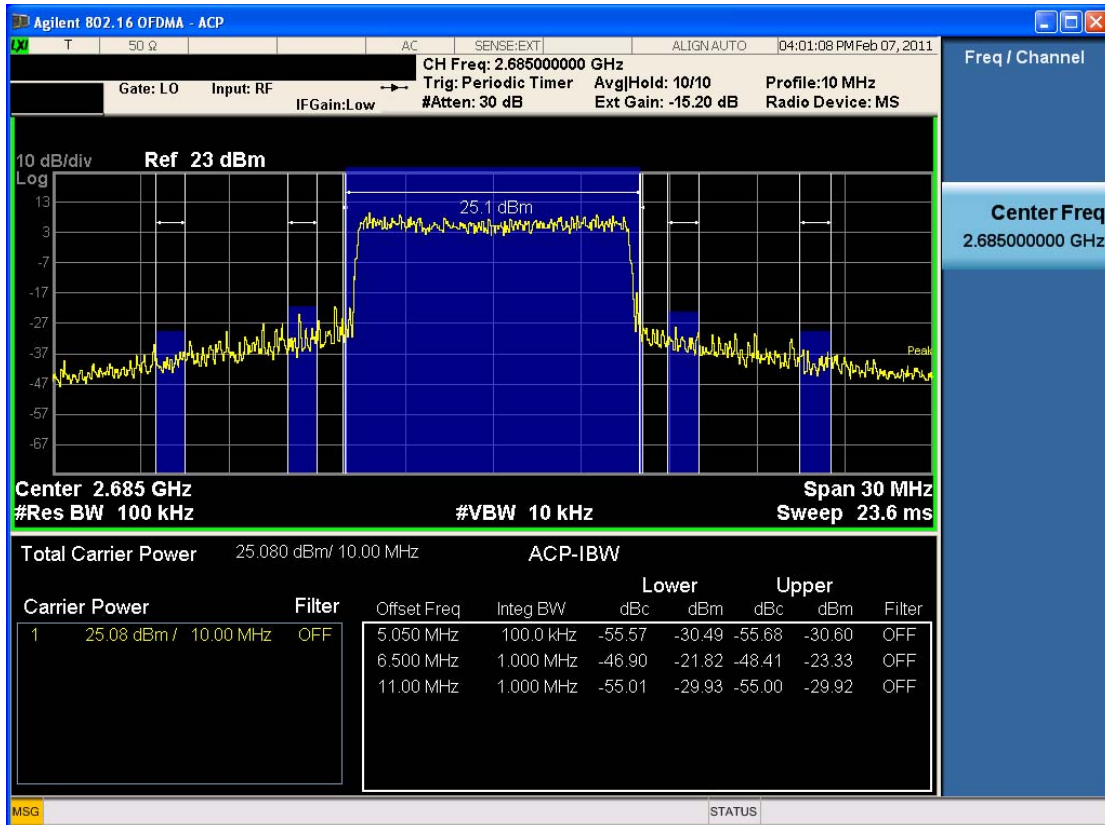 Agilent 802.16 OFDMA - ACP
LXI T 50 Ω AC SENSE:EXT ALIGN AUTO 04:01:08 PM Feb 07, 2011
CH Freq: 2.685000000 GHz
Gate: LO Input: RF Trig: Periodic Timer Avg|Hold: 10/10 Profile:10 MHz
IFGain:Low #Atten: 30 dB Ext Gain: -15.20 dB Radio Device: MS
Freq / Channel
Center Freq
2.685000000 GHz
10 dB/div Ref 23 dBm
Log
13
3
-7
-17
-27
-37
-47
-57
-67
25.1 dBm
Peak
Center 2.685 GHz Span 30 MHz
#Res BW 100 kHz #VBW 10 kHz Sweep 23.6 ms
Total Carrier Power 25.080 dBm/ 10.00 MHz ACP-IBW
Lower Upper
Carrier Power Filter Offset Freq Integ BW dBc dBm dBc dBm Filter
1 25.08 dBm / 10.00 MHz OFF 5.050 MHz 100.0 kHz -55.57 -30.49 -55.68 -30.60 OFF
6.500 MHz 1.000 MHz -46.90 -21.82 -48.41 -23.33 OFF
11.00 MHz 1.000 MHz -55.01 -29.93 -55.00 -29.92 OFF
MSG STATUS